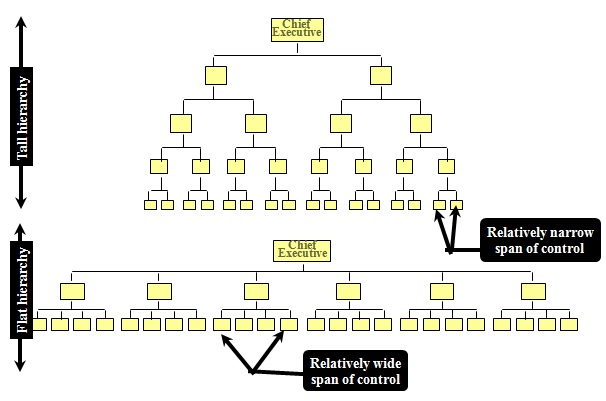 Chief
Executive
Tall hierarchy
Relatively narrow
span of control
Chief
Executive
Flat hierarchy
Relatively wide
span of control